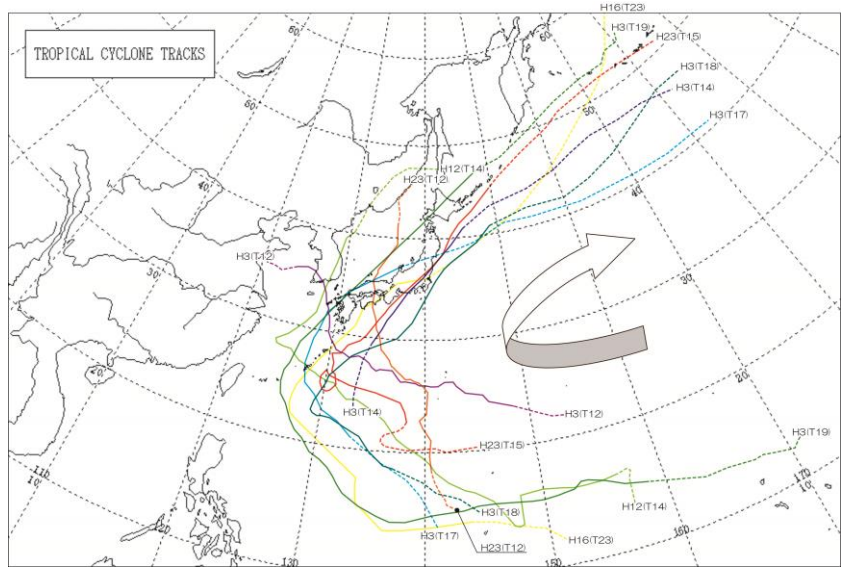 H16(T23)
H3(T19)
H23(T15)
60°
60°
TROPICAL CYCLONE TRACKS
H3(T18)
H3(T14)
50°
50°
H3(T17)
H12(T14)
H23(T12)
40°
40°
H3(T12)
30°
30°
20°
20°
H3(T14)
H3(T12)
H3(T19)
H23(T15)
110
10°
170
10°
H12(T14)
H3(T18)
120
160
H3(T17)
H16(T23)
H23(T12)
130
150